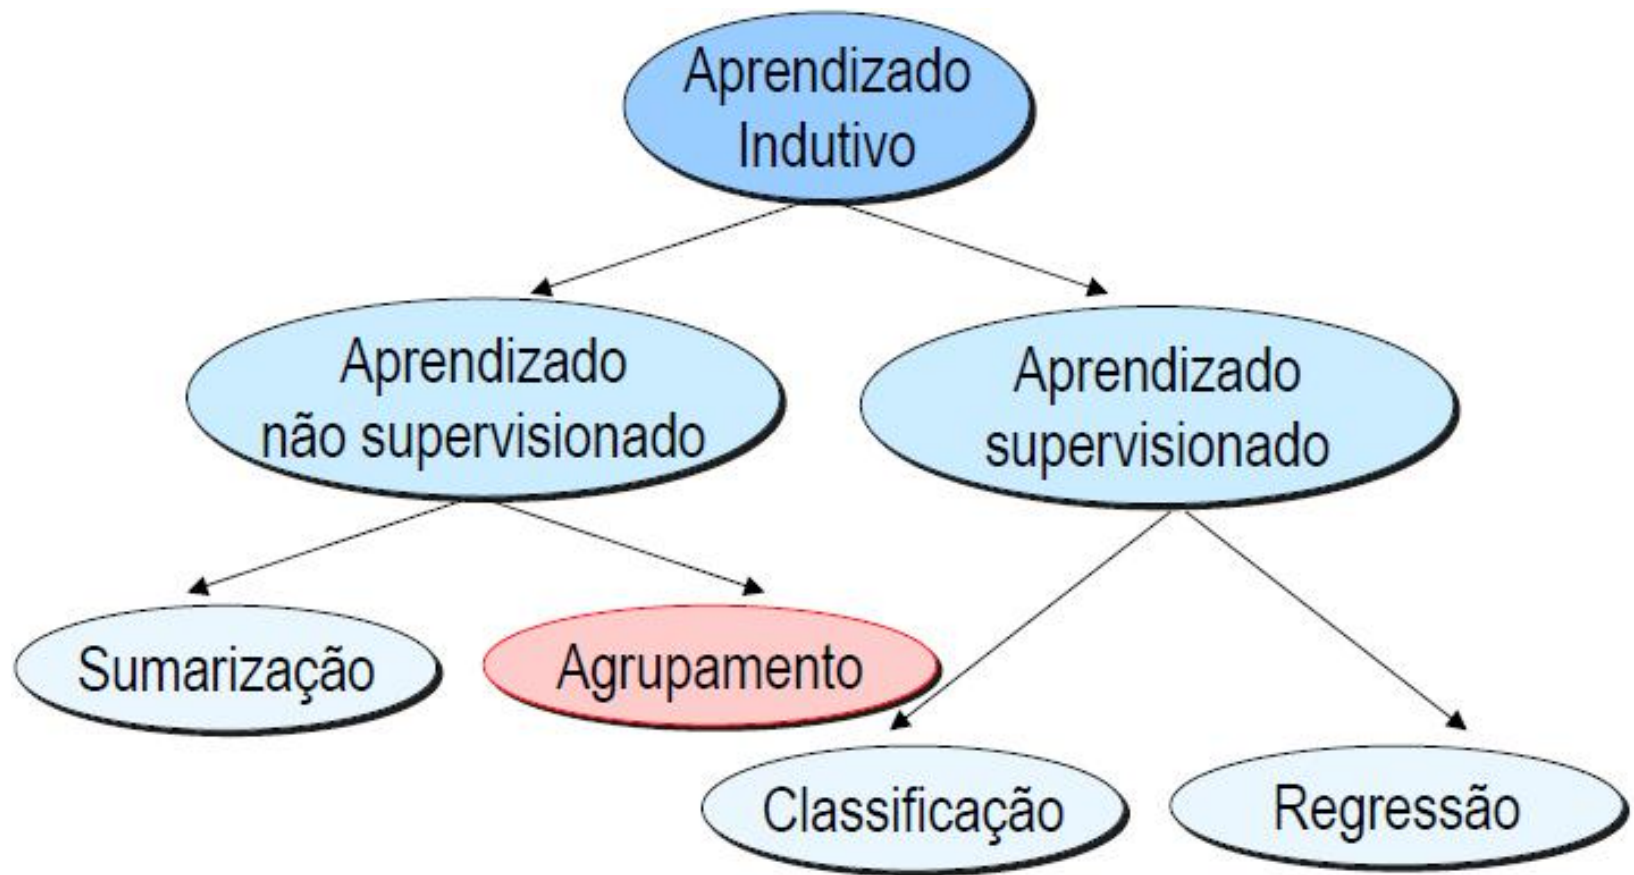 Aprendizado
Indutivo
Aprendizado
não supervisionado
Aprendizado
supervisionado
Sumarização
Agrupamento
Classificação
Regressão